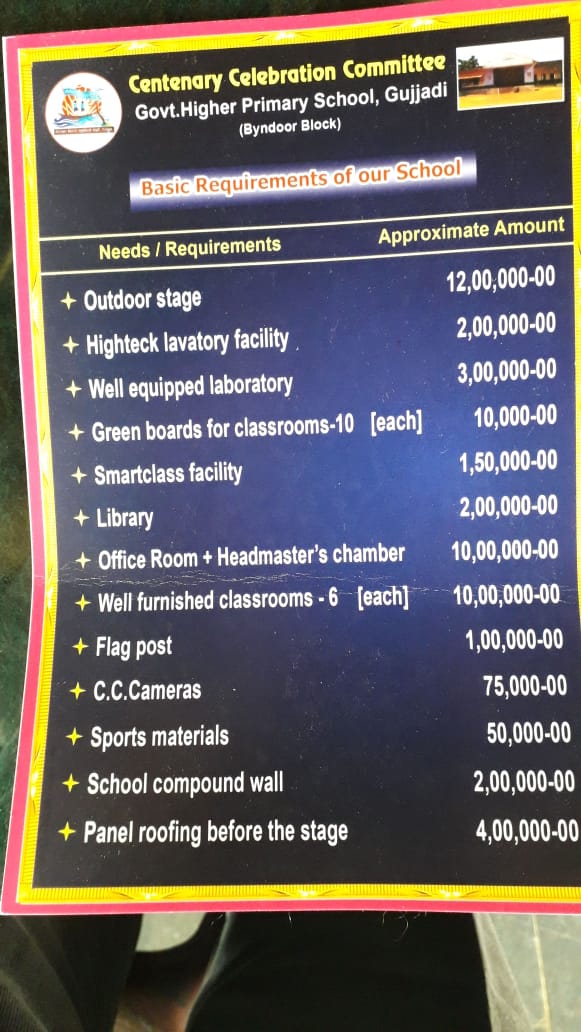 Centenary Celebration Committee
Govt.Higher Primary School, Gujjadi
(Byndoor Block)
Basic Requirements of our School
Needs / Requirements Approximate Amount
Outdoor stage 12,00,000-00
Highteck lavatory facility 2,00,000-00
Well equipped laboratory 3,00,000-00
Green boards for classrooms-10 [each] 10,000-00
Smartclass facility 1,50,000-00
Library 2,00,000-00
Office Room + Headmaster's chamber 10,00,000-00
Well furnished classrooms - 6 [each] 10,00,000-00
Flag post 1,00,000-00
C.C.Cameras 75,000-00
Sports materials 50,000-00
School compound wall 2,00,000-00
Panel roofing before the stage 4,00,000-00